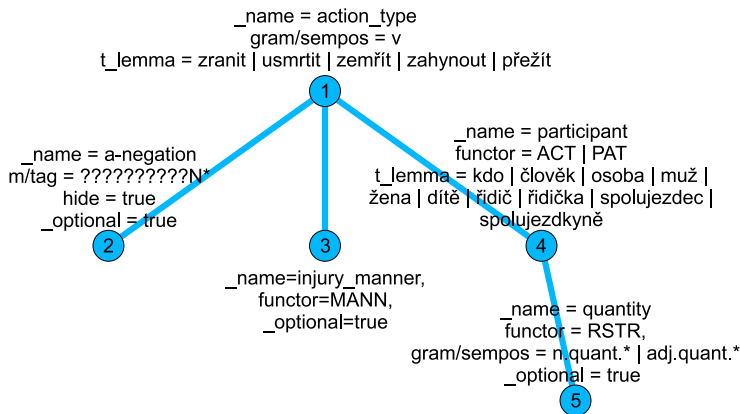 _name = action_type
gram/sempos = v
t_lemma = zranit | usmrtit | zemřít | zahynout | přežít
1
_name = a-negation
m/tag = ??????????N*
hide = true
_optional = true
2
_name=injury_manner,
functor=MANN,
_optional=true
3
_name = participant
functor = ACT | PAT
t_lemma = kdo | člověk | osoba | muž |
žena | dítě | řidič | řidička | spolujezdec |
spolujezdkyně
4
_name = quantity
functor = RSTR,
gram/sempos = n.quant.* | adj.quant.*
_optional = true
5